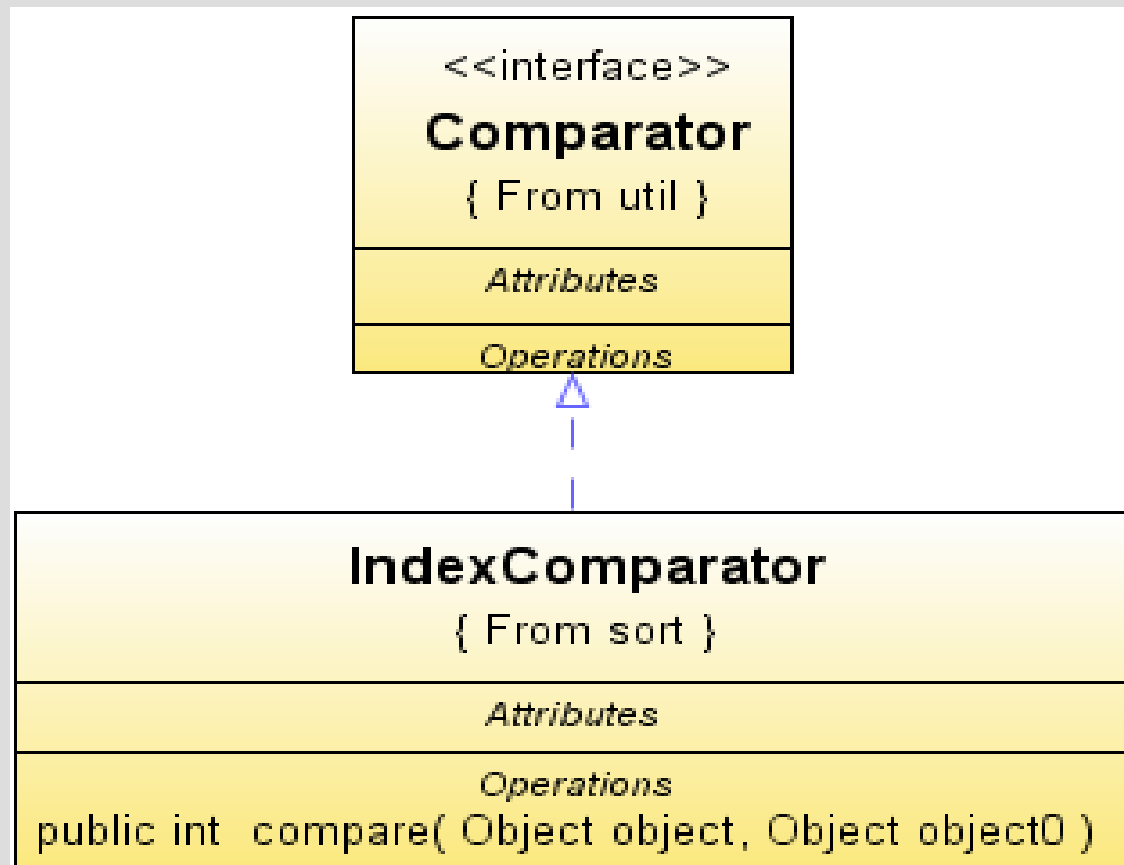 <<interface>>
Comparator
{ From util }
Attributes
Operations
IndexComparator
{ From sort }
Attributes
Operations
public int  compare( Object object, Object object0 )